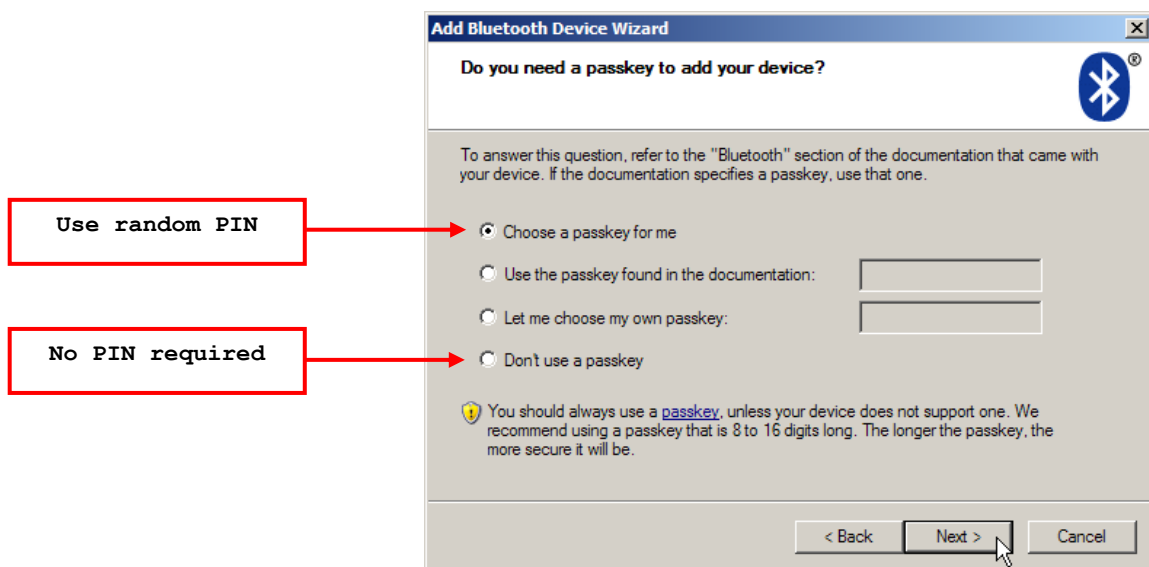 Add Bluetooth Device Wizard
Do you need a passkey to add your device?
®
To answer this question, refer to the "Bluetooth" section of the documentation that came with
your device. If the documentation specifies a passkey, use that one.
Use random PIN
Choose a passkey for me
Use the passkey found in the documentation:
Let me choose my own passkey:
No PIN required
Don't use a passkey
You should always use a passkey, unless your device does not support one. We
recommend using a passkey that is 8 to 16 digits long. The longer the passkey, the
more secure it will be.
< Back Next > Cancel